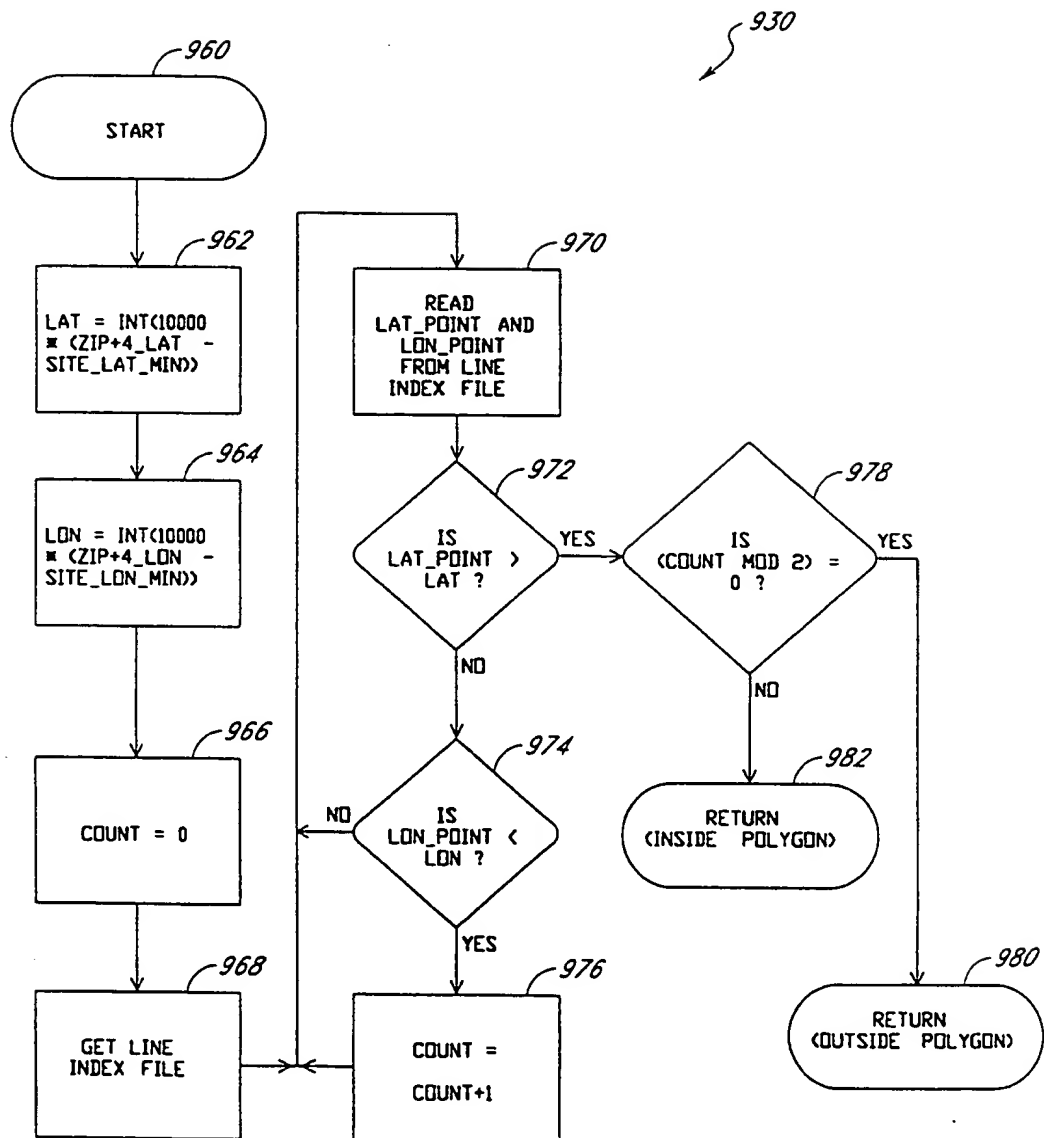 930
960
START
962
LAT = INT(10000
* (ZIP+4_LAT -
SITE_LAT_MIN))
964
LON = INT(10000
* (ZIP+4_LON -
SITE_LON_MIN))
966
COUNT = 0
968
GET LINE
INDEX FILE
970
READ
LAT_POINT AND
LON_POINT
FROM LINE
INDEX FILE
972
IS
LAT_POINT >
LAT ?
YES
NO
974
IS
LON_POINT <
LON ?
NO
YES
976
COUNT =
COUNT+1
978
IS
(COUNT MOD 2) =
0 ?
YES
NO
982
RETURN
(INSIDE POLYGON)
980
RETURN
(OUTSIDE POLYGON)